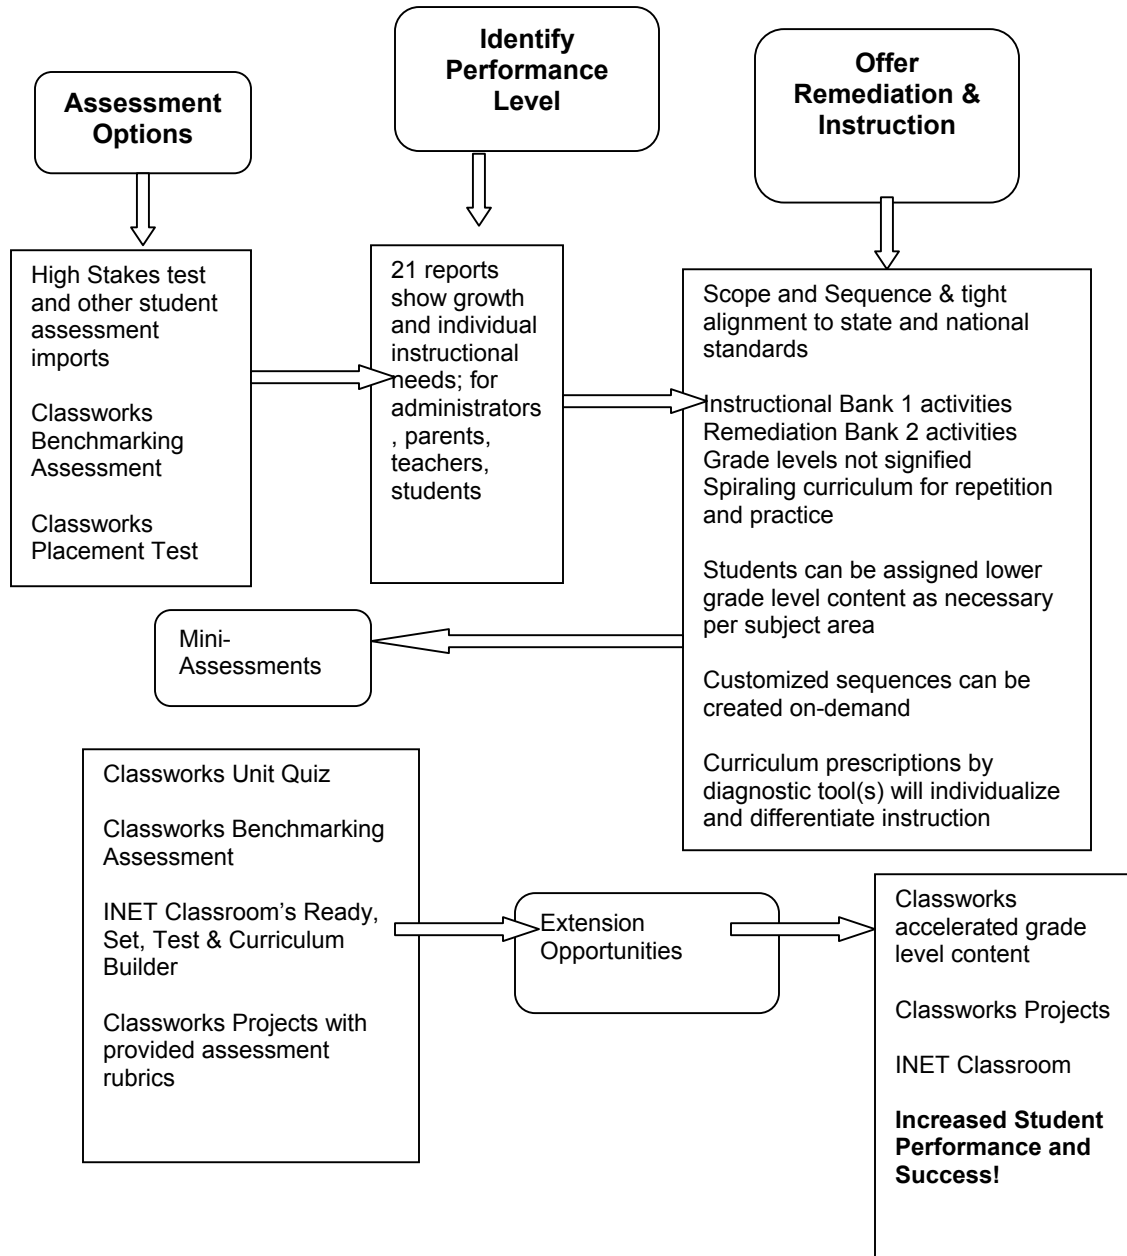 Assessment
Options
Identify
Performance
Level
Offer
Remediation &
Instruction
High Stakes test
and other student
assessment
imports
Classworks
Benchmarking
Assessment
Classworks
Placement Test
21 reports
show growth
and individual
instructional
needs; for
administrators
, parents,
teachers,
students
Scope and Sequence & tight
alignment to state and national
standards
Instructional Bank 1 activities
Remediation Bank 2 activities
Grade levels not signified
Spiraling curriculum for repetition
and practice
Students can be assigned lower
grade level content as necessary
per subject area
Customized sequences can be
created on-demand
Curriculum prescriptions by
diagnostic tool(s) will individualize
and differentiate instruction
Mini-
Assessments
Classworks Unit Quiz
Classworks Benchmarking
Assessment
INET Classroom’s Ready,
Set, Test & Curriculum
Builder
Classworks Projects with
provided assessment
rubrics
Extension
Opportunities
Classworks
accelerated grade
level content
Classworks Projects
INET Classroom
Increased Student
Performance and
Success!